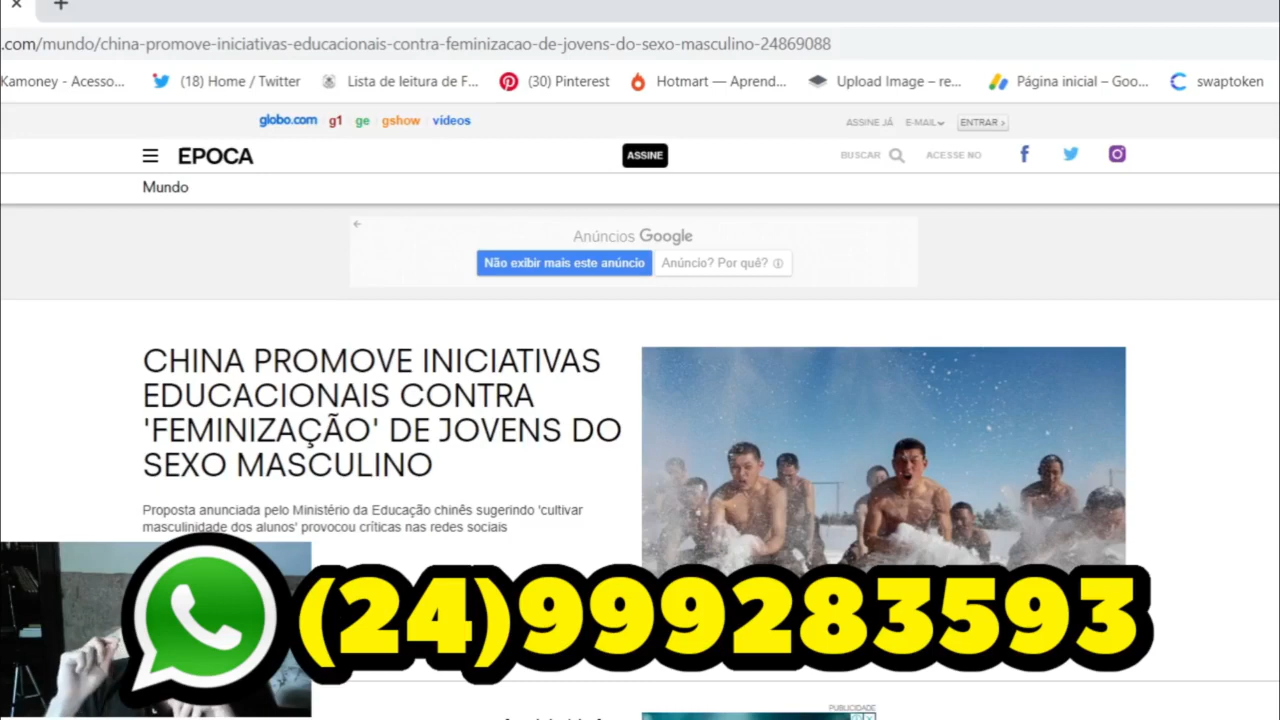 .com/mundo/china-promove-iniciativas-educacionais-contra-feminizacao-de-jovens-do-sexo-masculino-24869088
Kamoney - Acesso... (18) Home / Twitter Lista de leitura de F... (30) Pinterest Hotmart — Aprend... Upload Image – re... Página inicial – Goo... swaptoken
globo.com g1 ge gshow vídeos ASSINE JÁ E-MAIL ENTRAR ›
EPOCA ASSINE BUSCAR ACESSE NO
Mundo
Anúncios Google
Não exibir mais este anúncio Anúncio? Por quê?
CHINA PROMOVE INICIATIVAS
EDUCACIONAIS CONTRA
'FEMINIZAÇÃO' DE JOVENS DO
SEXO MASCULINO
Proposta anunciada pelo Ministério da Educação chinês sugerindo 'cultivar
masculinidade dos alunos' provocou críticas nas redes sociais
(24)999283593
PUBLICIDADE